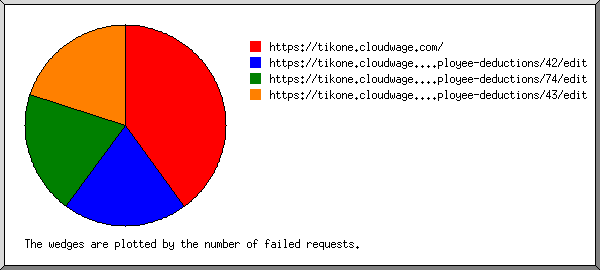 https://tikone.cloudwage.com/
https://tikone.cloudwage....ployee-deductions/42/edit
https://tikone.cloudwage....ployee-deductions/74/edit
https://tikone.cloudwage....ployee-deductions/43/edit
The wedges are plotted by the number of failed requests.